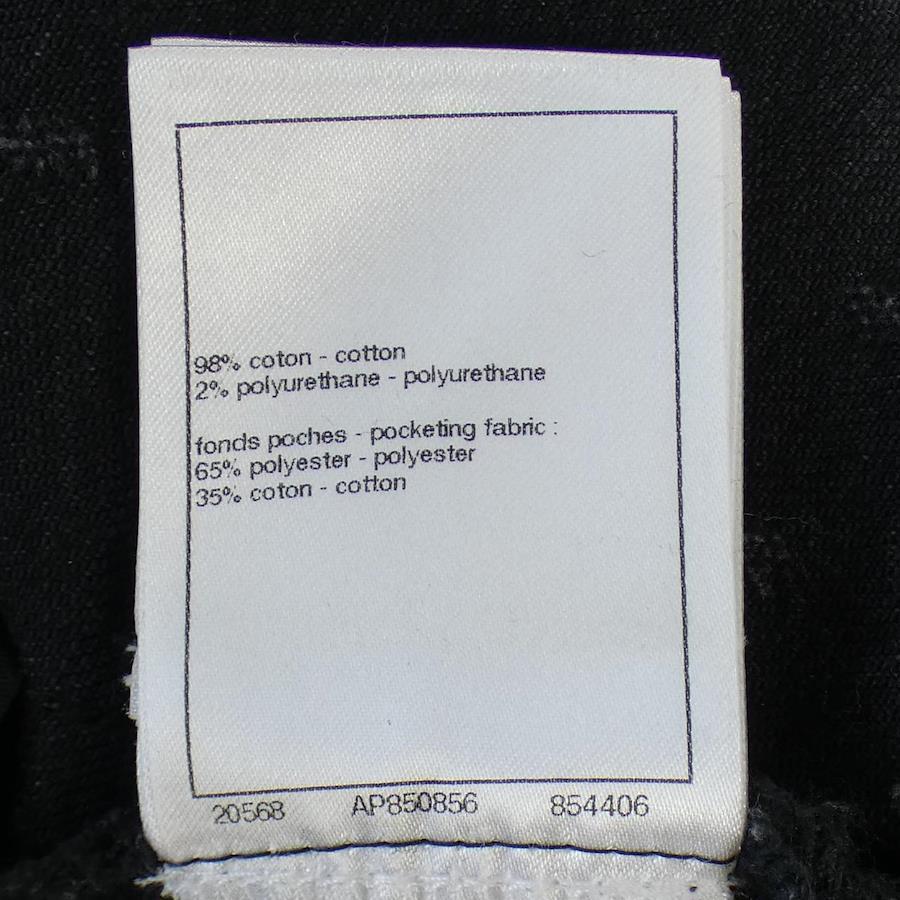 98% coton - cotton
2% polyurethane - polyurethane
fonds poches - pocketing fabric :
65% polyester - polyester
35% coton - cotton
20568 AP850856 854406